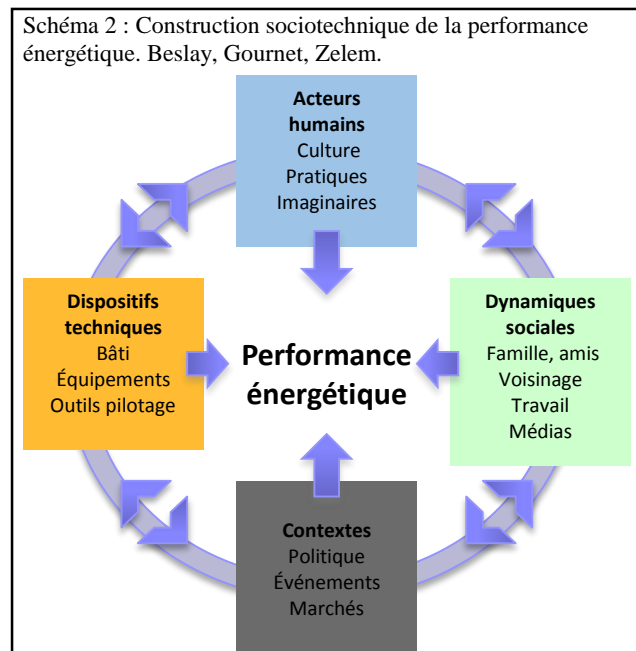 Schéma 2 : Construction sociotechnique de la performance
énergétique. Beslay, Gournet, Zelem.
Acteurs
humains
Culture
Pratiques
Imaginaires
Dispositifs
techniques
Bâti
Équipements
Outils pilotage
Performance
énergétique
Dynamiques
sociales
Famille, amis
Voisinage
Travail
Médias
Contextes
Politique
Événements
Marchés